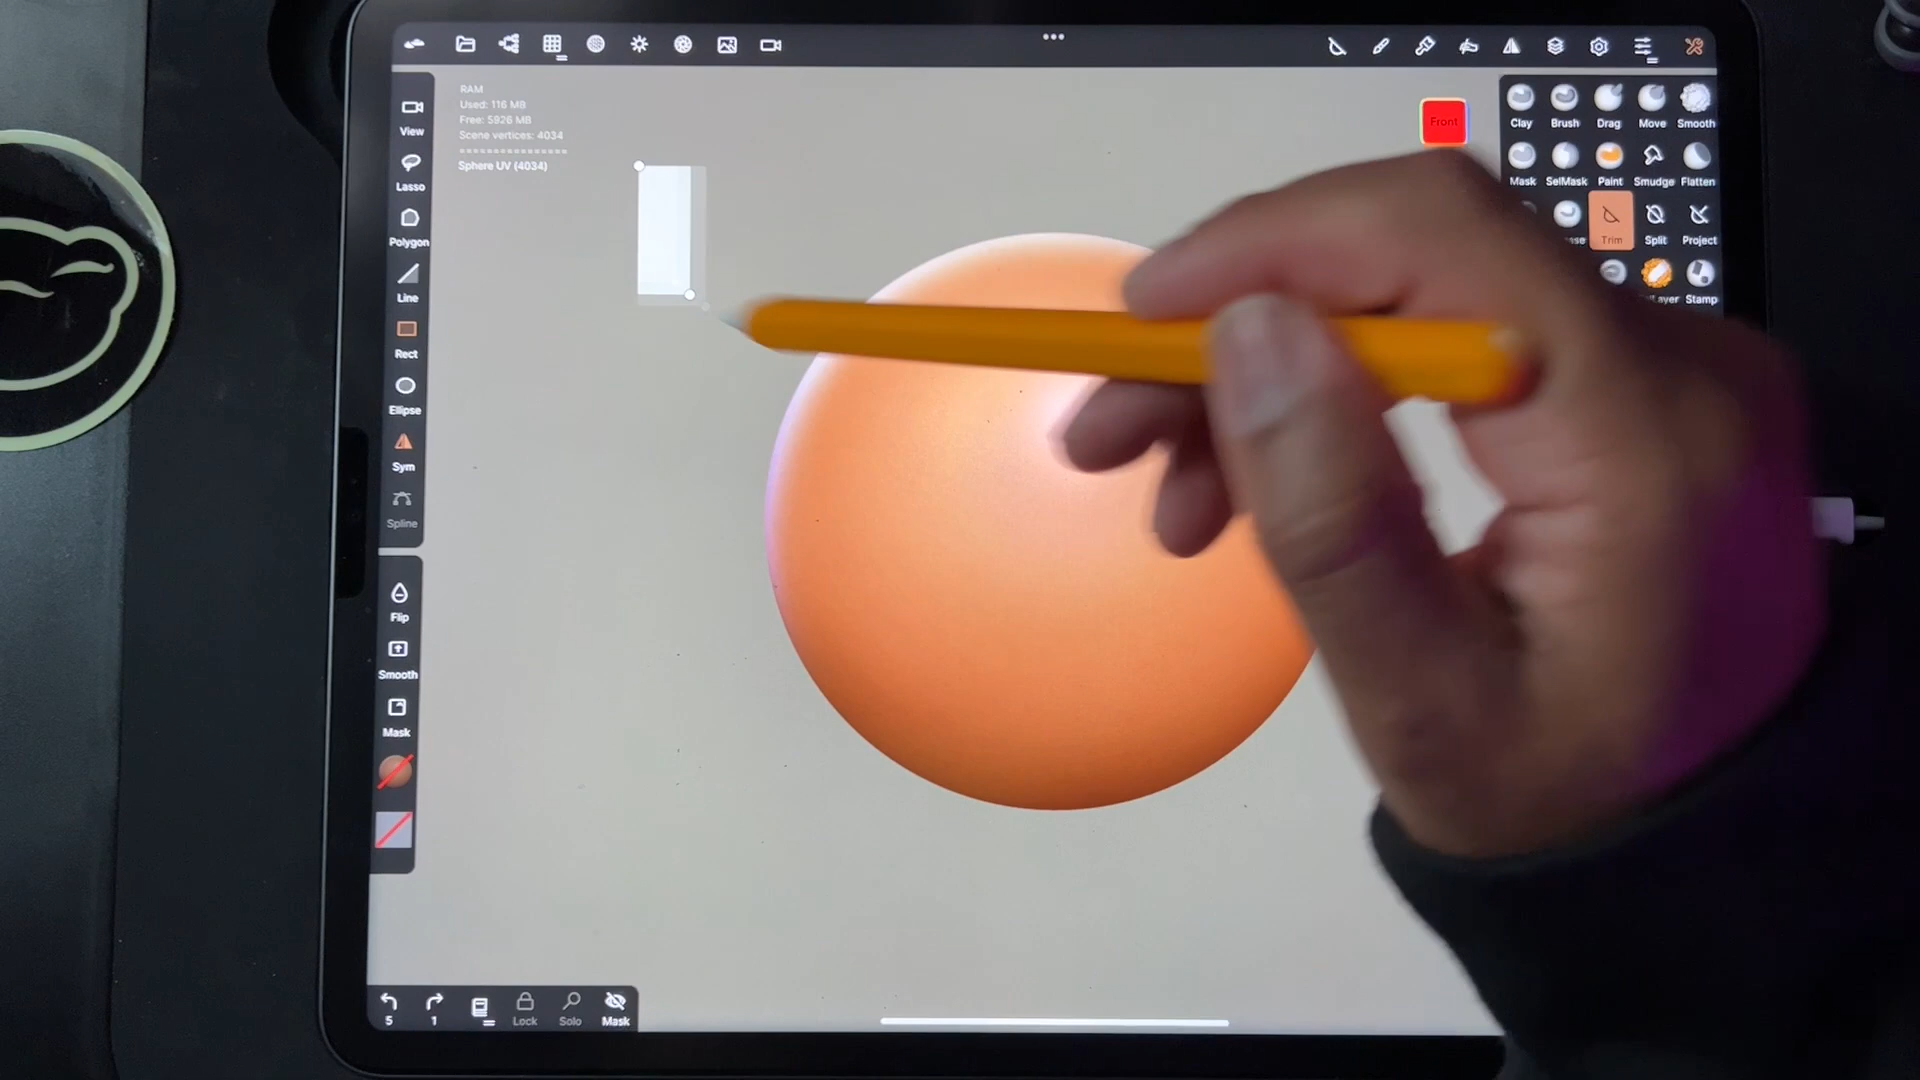 RAM
Used: 116 MB
Free: 5926 MB
Scene vertices: 4034
Sphere UV (4034)
Front
View
Lasso
Polygon
Line
Rect
Ellipse
Sym
Spline
Flip
Smooth
Mask
Clay Brush Drag Move Smooth
Mask SelMask Paint Smudge Flatten
Trim Split Project
Stamp
5 1 Lock Solo Mask